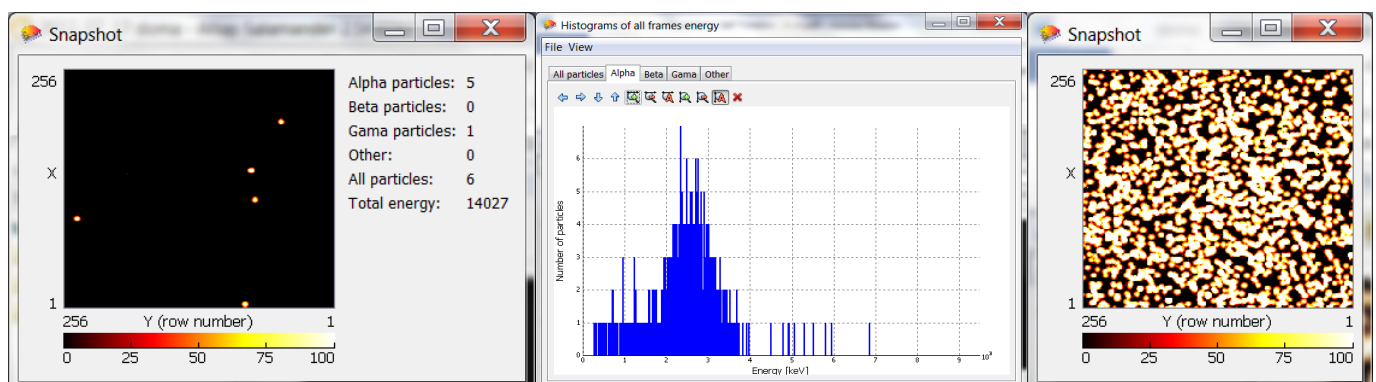 Snapshot
256
X
1
256 Y (row number) 1
0 25 50 75 100
Alpha particles: 5
Beta particles: 0
Gama particles: 1
Other: 0
All particles: 6
Total energy: 14027
Histograms of all frames energy
File View
All particles Alpha Beta Gama Other
Number of particles
6
5
4
3
2
1
0
0 1 2 3 4 5 6 7 8 9
Energy [keV]
Snapshot
256
X
1
256 Y (row number) 1
0 25 50 75 100